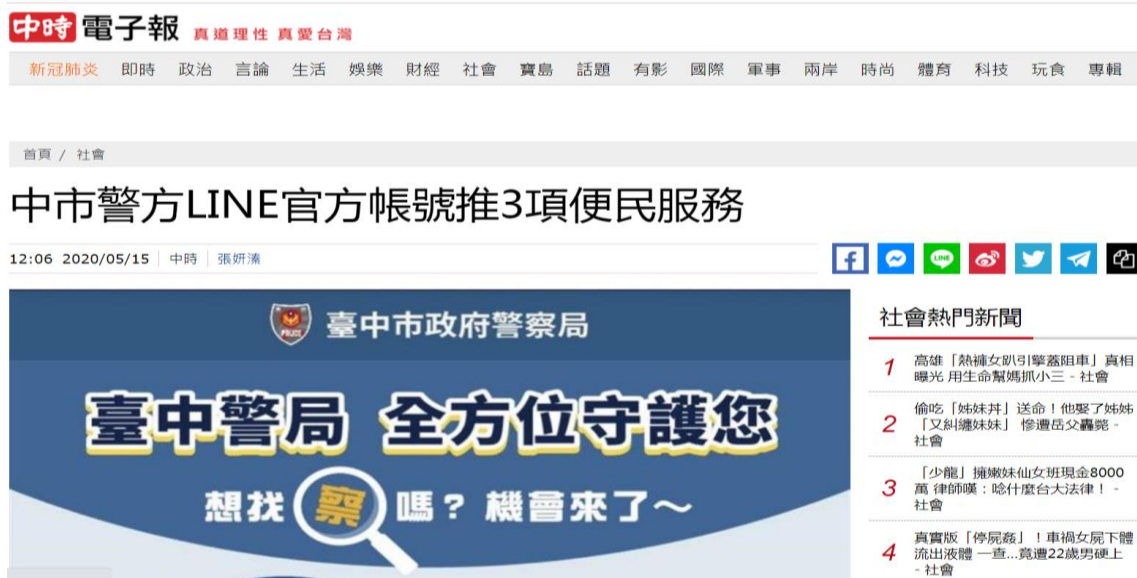 中時 電子報 真道理性 真愛台灣
新冠肺炎 即時 政治 言論 生活 娛樂 財經 社會 寶島 話題 有影 國際 軍事 兩岸 時尚 體育 科技 玩食 專輯
首頁 / 社會
中市警方LINE官方帳號推3項便民服務
12:06 2020/05/15 中時 張妍溱
LINE
POLICE
臺中市政府警察局
臺中警局 全方位守護您
想找察嗎？機會來了～
社會熱門新聞
1 高雄「熱褲女趴引擎蓋阻車」真相
曝光 用生命幫媽抓小三 - 社會
2 偷吃「姊妹丼」送命！他娶了姊姊
「又糾纏妹妹」 慘遭岳父轟斃 -
社會
3 「少龍」擁嫩妹仙女班現金8000
萬 律師嘆：唸什麼台大法律！ -
社會
4 真實版「停屍姦」！車禍女屍下體
流出液體 一查...竟遭22歲男硬上
- 社會